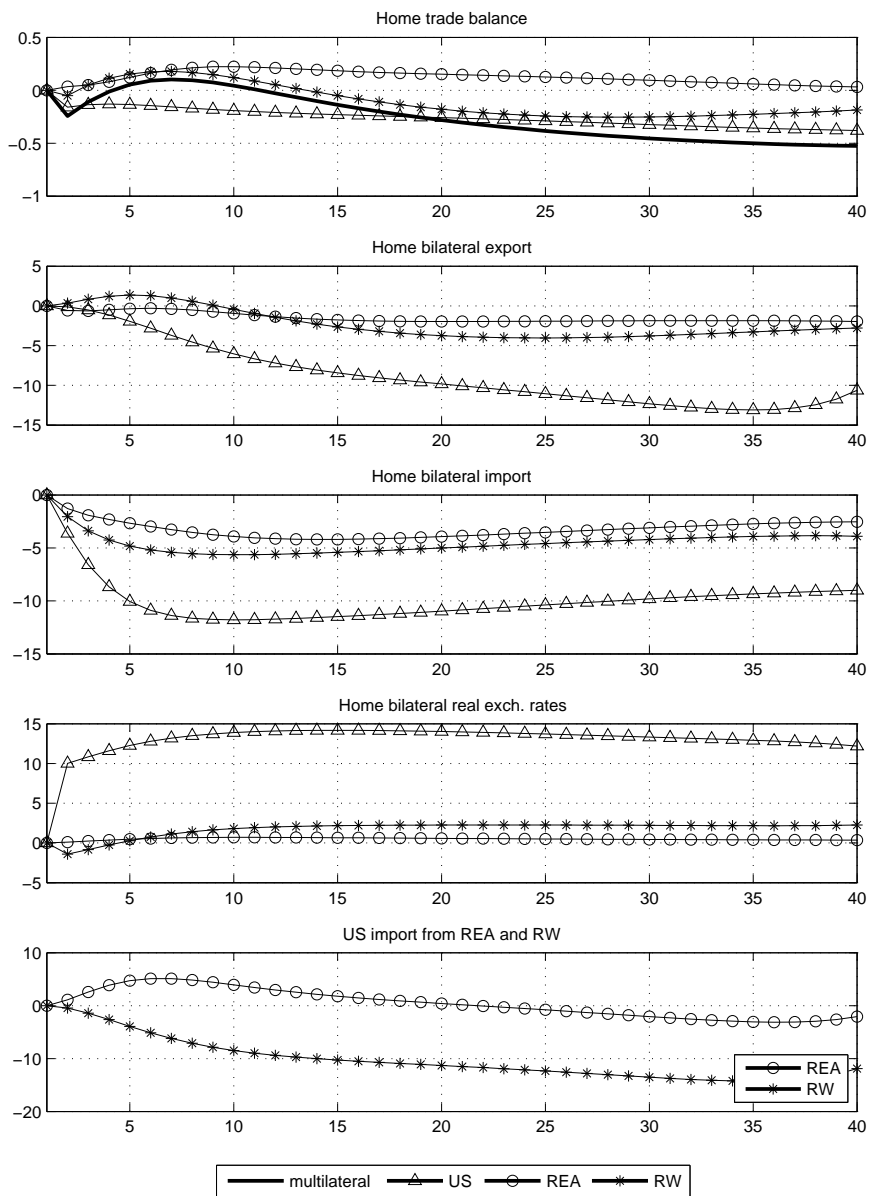 Home trade balance
0.5
0
−0.5
−1
5 10 15 20 25 30 35 40
Home bilateral export
5
0
−5
−10
−15
5 10 15 20 25 30 35 40
Home bilateral import
0
−5
−10
−15
5 10 15 20 25 30 35 40
Home bilateral real exch. rates
15
10
5
0
−5
5 10 15 20 25 30 35 40
US import from REA and RW
10
0
−10
−20
REA
RW
5 10 15 20 25 30 35 40
multilateral US REA RW